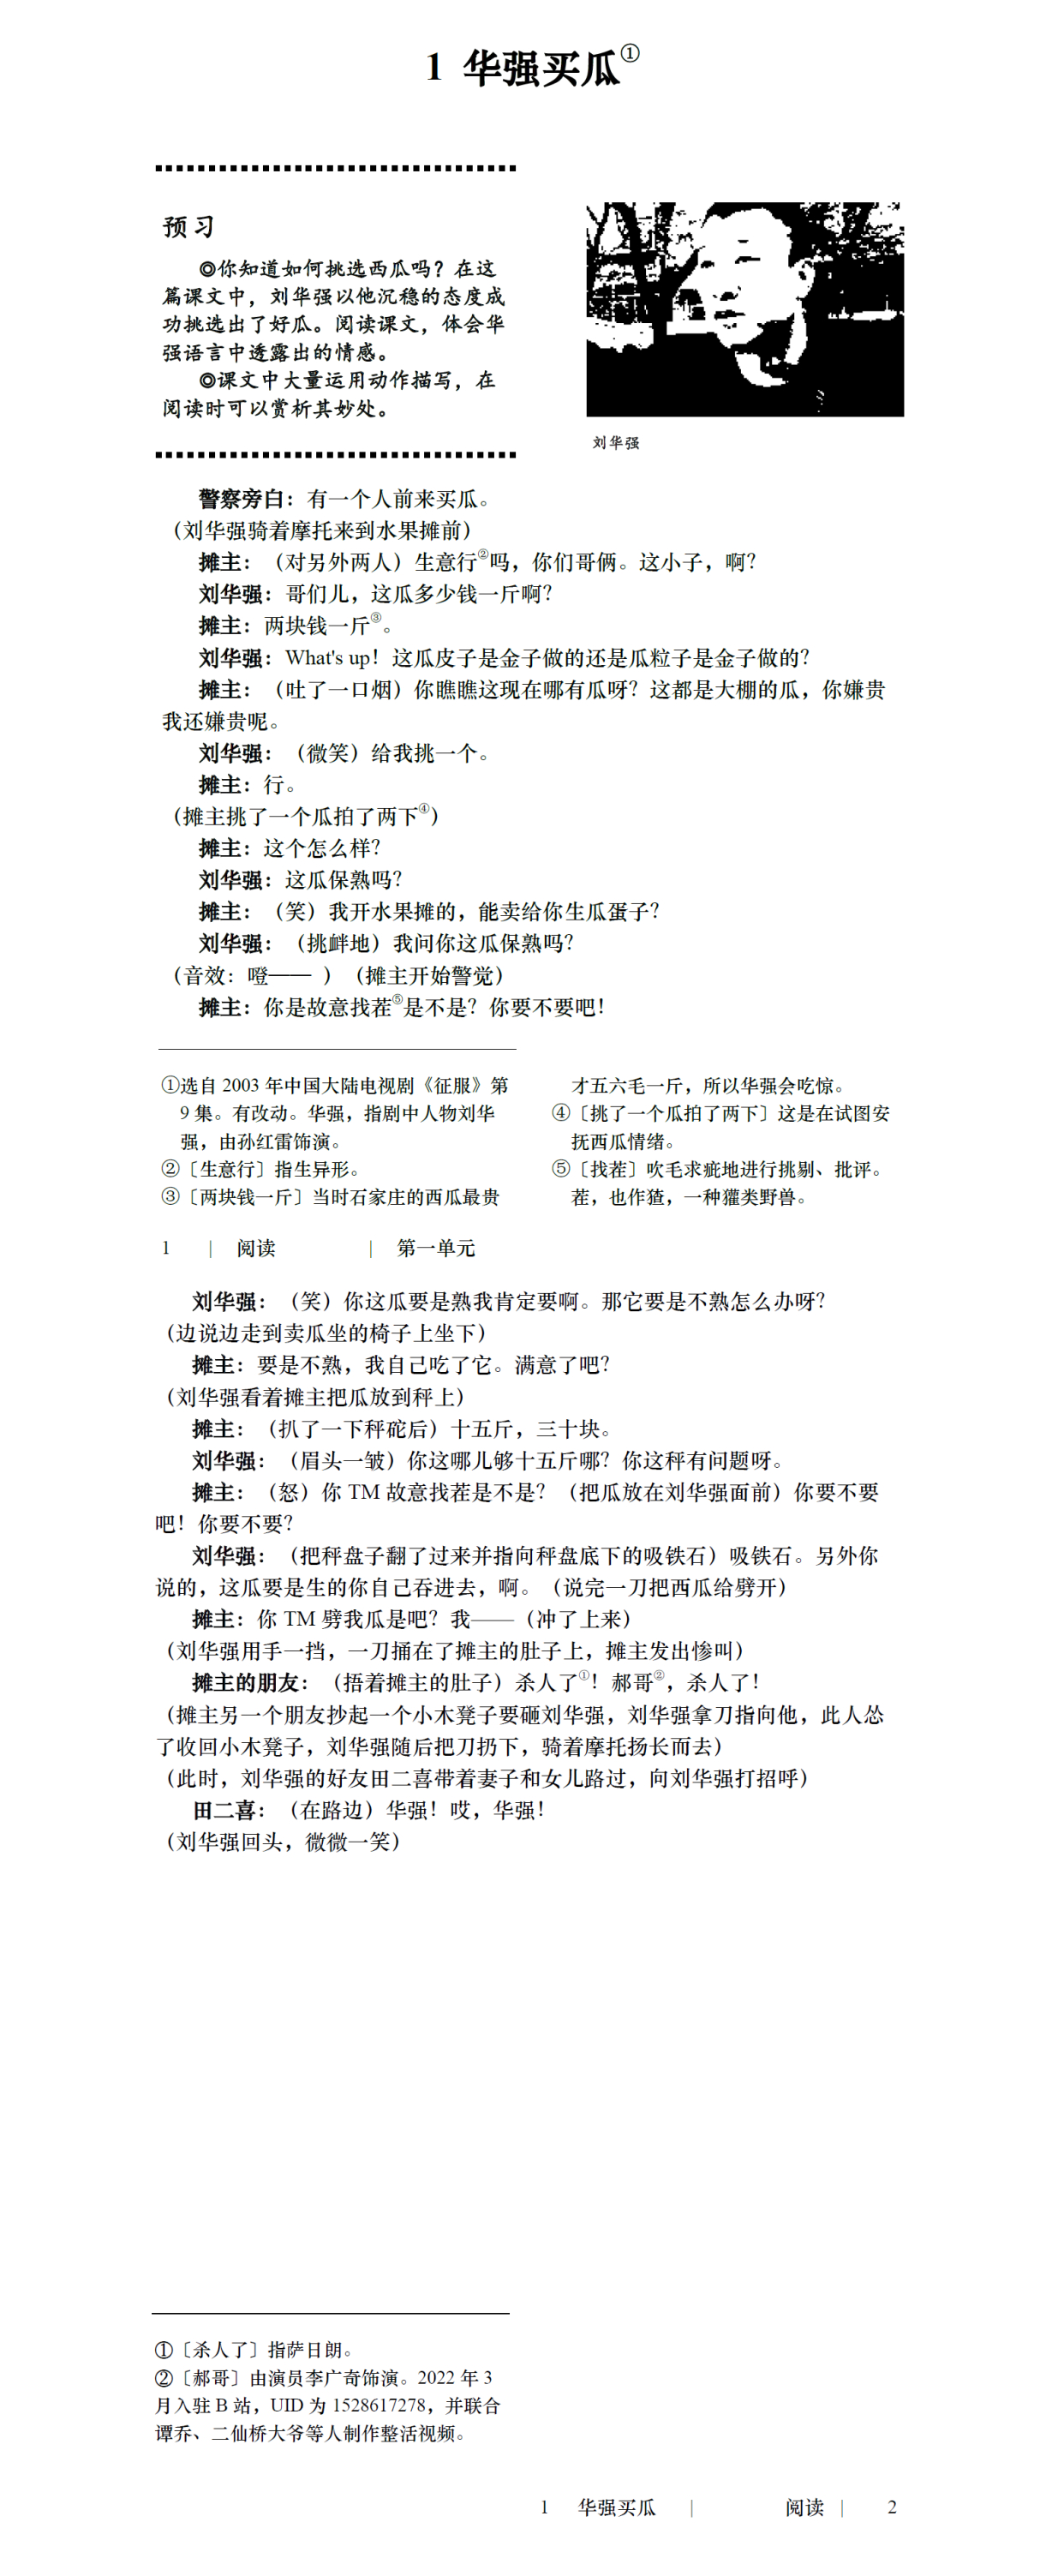 1 华强买瓜①
预习
◎你知道如何挑选西瓜吗？在这
篇课文中，刘华强以他沉稳的态度成
功挑选出了好瓜。阅读课文，体会华
强语言中透露出的情感。
◎课文中大量运用动作描写，在
阅读时可以赏析其妙处。
刘华强
警察旁白：有一个人前来买瓜。
（刘华强骑着摩托来到水果摊前）
摊主：（对另外两人）生意行②吗，你们哥俩。这小子，啊？
刘华强：哥们儿，这瓜多少钱一斤啊？
摊主：两块钱一斤③。
刘华强：What's up！这瓜皮子是金子做的还是瓜粒子是金子做的？
摊主：（吐了一口烟）你瞧瞧这现在哪有瓜呀？这都是大棚的瓜，你嫌贵
我还嫌贵呢。
刘华强：（微笑）给我挑一个。
摊主：行。
（摊主挑了一个瓜拍了两下④）
摊主：这个怎么样？
刘华强：这瓜保熟吗？
摊主：（笑）我开水果摊的，能卖给你生瓜蛋子？
刘华强：（挑衅地）我问你这瓜保熟吗？
（音效：噔—— ）（摊主开始警觉）
摊主：你是故意找茬⑤是不是？你要不要吧！
①选自 2003 年中国大陆电视剧《征服》第
9 集。有改动。华强，指剧中人物刘华
强，由孙红雷饰演。
②〔生意行〕指生异形。
③〔两块钱一斤〕当时石家庄的西瓜最贵
才五六毛一斤，所以华强会吃惊。
④〔挑了一个瓜拍了两下〕这是在试图安
抚西瓜情绪。
⑤〔找茬〕吹毛求疵地进行挑剔、批评。
茬，也作猹，一种獾类野兽。
1 | 阅读 | 第一单元
刘华强：（笑）你这瓜要是熟我肯定要啊。那它要是不熟怎么办呀？
（边说边走到卖瓜坐的椅子上坐下）
摊主：要是不熟，我自己吃了它。满意了吧？
（刘华强看着摊主把瓜放到秤上）
摊主：（扒了一下秤砣后）十五斤，三十块。
刘华强：（眉头一皱）你这哪儿够十五斤哪？你这秤有问题呀。
摊主：（怒）你 TM 故意找茬是不是？（把瓜放在刘华强面前）你要不要
吧！你要不要？
刘华强：（把秤盘子翻了过来并指向秤盘底下的吸铁石）吸铁石。另外你
说的，这瓜要是生的你自己吞进去，啊。（说完一刀把西瓜给劈开）
摊主：你 TM 劈我瓜是吧？我——（冲了上来）
（刘华强用手一挡，一刀捅在了摊主的肚子上，摊主发出惨叫）
摊主的朋友：（捂着摊主的肚子）杀人了①！郝哥②，杀人了！
（摊主另一个朋友抄起一个小木凳子要砸刘华强，刘华强拿刀指向他，此人怂
了收回小木凳子，刘华强随后把刀扔下，骑着摩托扬长而去）
（此时，刘华强的好友田二喜带着妻子和女儿路过，向刘华强打招呼）
田二喜：（在路边）华强！哎，华强！
（刘华强回头，微微一笑）
①〔杀人了〕指萨日朗。
②〔郝哥〕由演员李广奇饰演。2022 年 3
月入驻 B 站，UID 为 1528617278，并联合
谭乔、二仙桥大爷等人制作整活视频。
1 华强买瓜 | 阅读 | 2